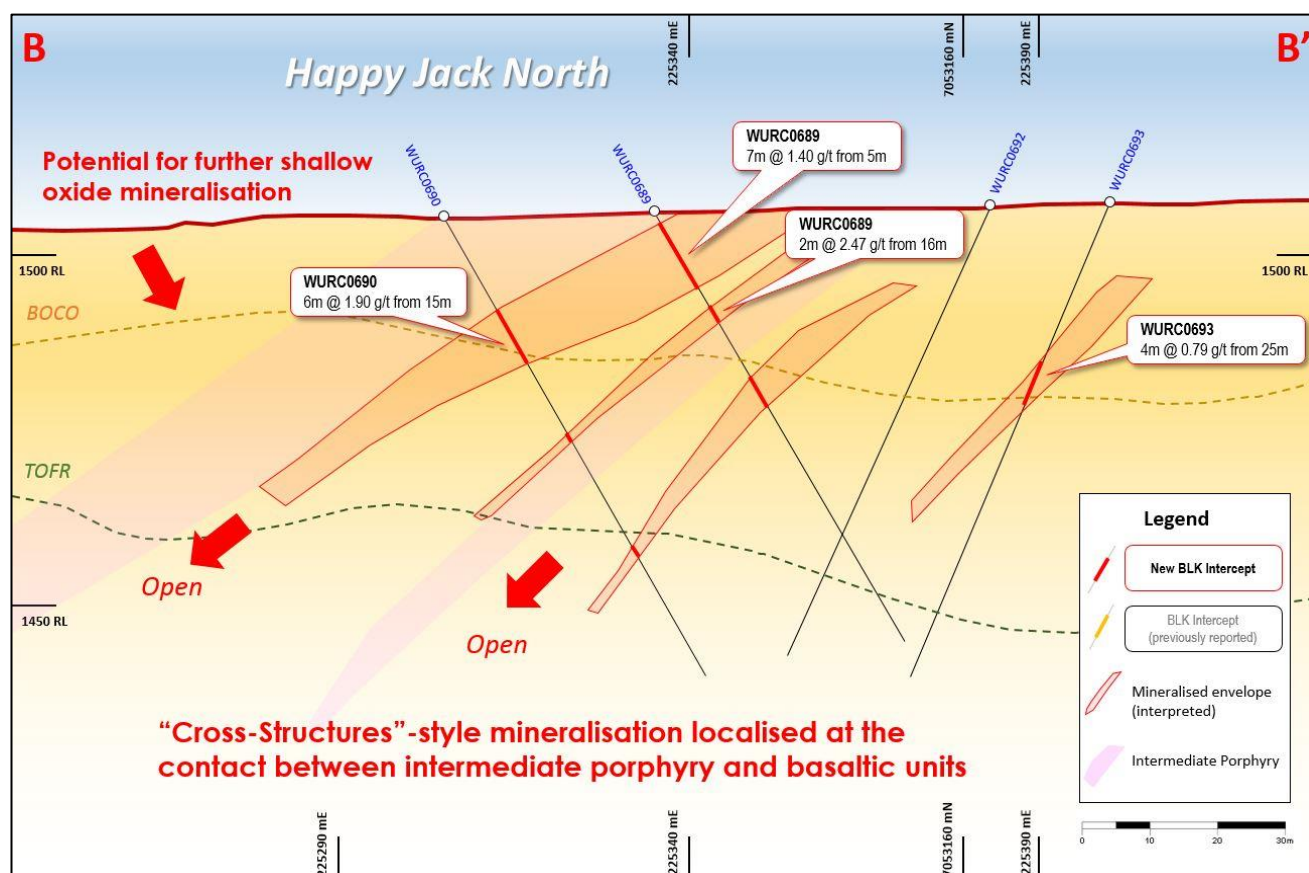 B
B'
Happy Jack North
225340 mE
7053160 mN
225390 mE
Potential for further shallow
oxide mineralisation
WURC0690
WURC0689
WURC0692
WURC0693
WURC0689
7m @ 1.40 g/t from 5m
WURC0689
2m @ 2.47 g/t from 16m
WURC0690
6m @ 1.90 g/t from 15m
WURC0693
4m @ 0.79 g/t from 25m
1500 RL
1500 RL
BOCO
TOFR
Open
1450 RL
Open
"Cross-Structures"-style mineralisation localised at the
contact between intermediate porphyry and basaltic units
Legend
New BLK Intercept
BLK Intercept
(previously reported)
Mineralised envelope
(interpreted)
Intermediate Porphyry
0 10 20 30m
225290 mE
225340 mE
7053160 mN
225390 mE